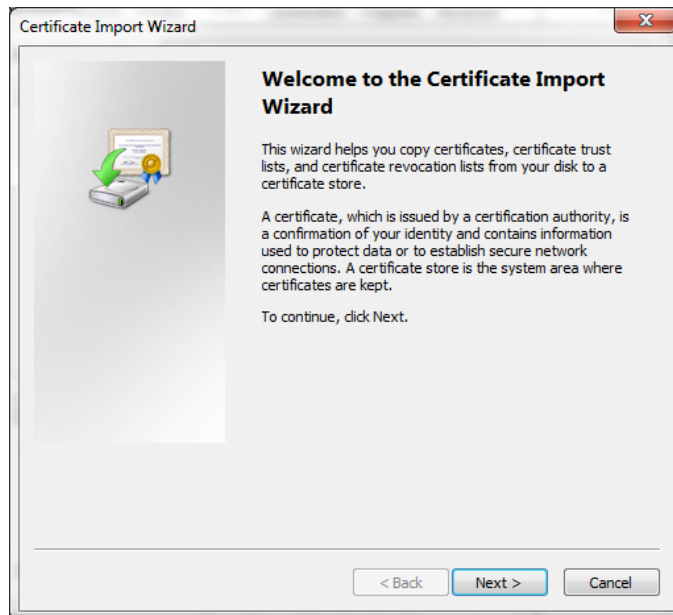 Certificate Import Wizard
Welcome to the Certificate Import
Wizard
This wizard helps you copy certificates, certificate trust
lists, and certificate revocation lists from your disk to a
certificate store.
A certificate, which is issued by a certification authority, is
a confirmation of your identity and contains information
used to protect data or to establish secure network
connections. A certificate store is the system area where
certificates are kept.
To continue, click Next.
< Back
Next >
Cancel